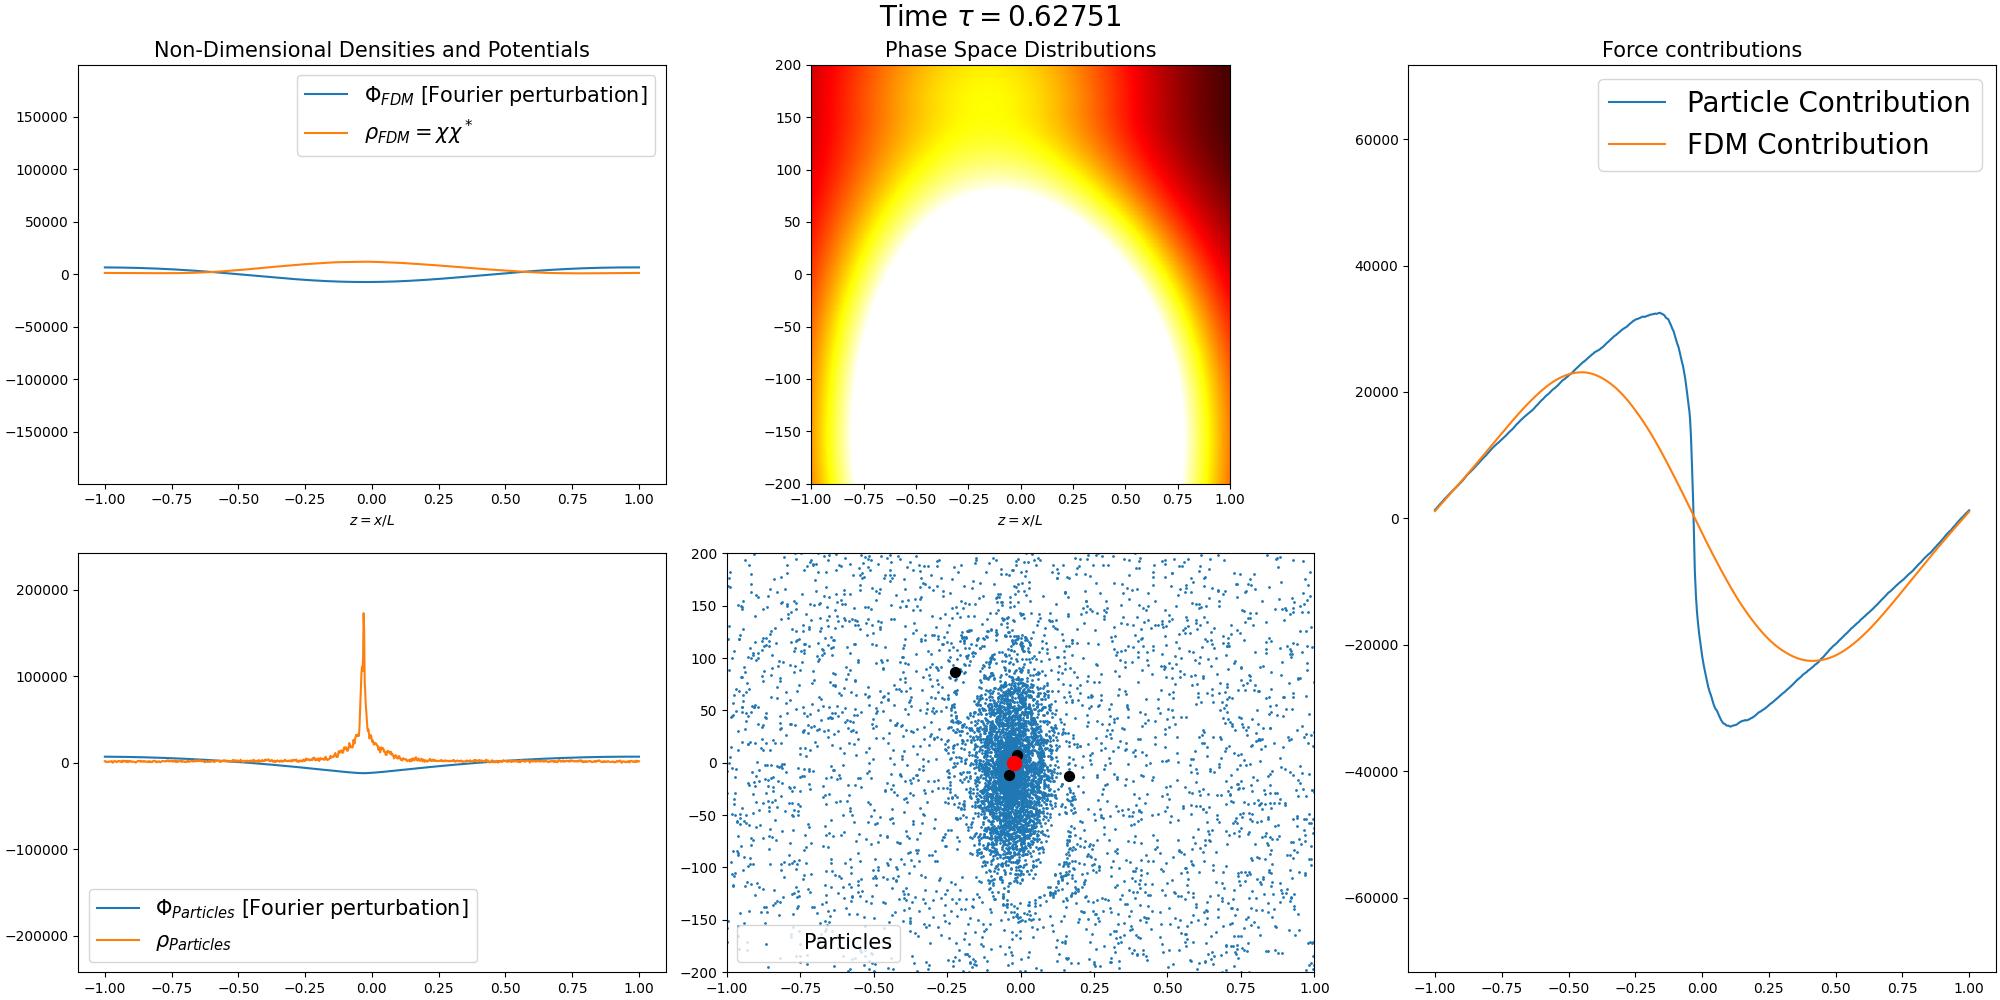 Time τ = 0.62751
Non-Dimensional Densities and Potentials
Φ_FDM [Fourier perturbation]
ρ_FDM = χχ*
150000
100000
50000
0
−50000
−100000
−150000
−1.00 −0.75 −0.50 −0.25 0.00 0.25 0.50 0.75 1.00
z = x/L
Phase Space Distributions
200
150
100
50
0
−50
−100
−150
−200
−1.00 −0.75 −0.50 −0.25 0.00 0.25 0.50 0.75 1.00
z = x/L
Force contributions
Particle Contribution
FDM Contribution
60000
40000
20000
0
−20000
−40000
−60000
−1.00 −0.75 −0.50 −0.25 0.00 0.25 0.50 0.75 1.00
200000
100000
0
−100000
−200000
Φ_Particles [Fourier perturbation]
ρ_Particles
−1.00 −0.75 −0.50 −0.25 0.00 0.25 0.50 0.75 1.00
200
150
100
50
0
−50
−100
−150
−200
Particles
−1.00 −0.75 −0.50 −0.25 0.00 0.25 0.50 0.75 1.00